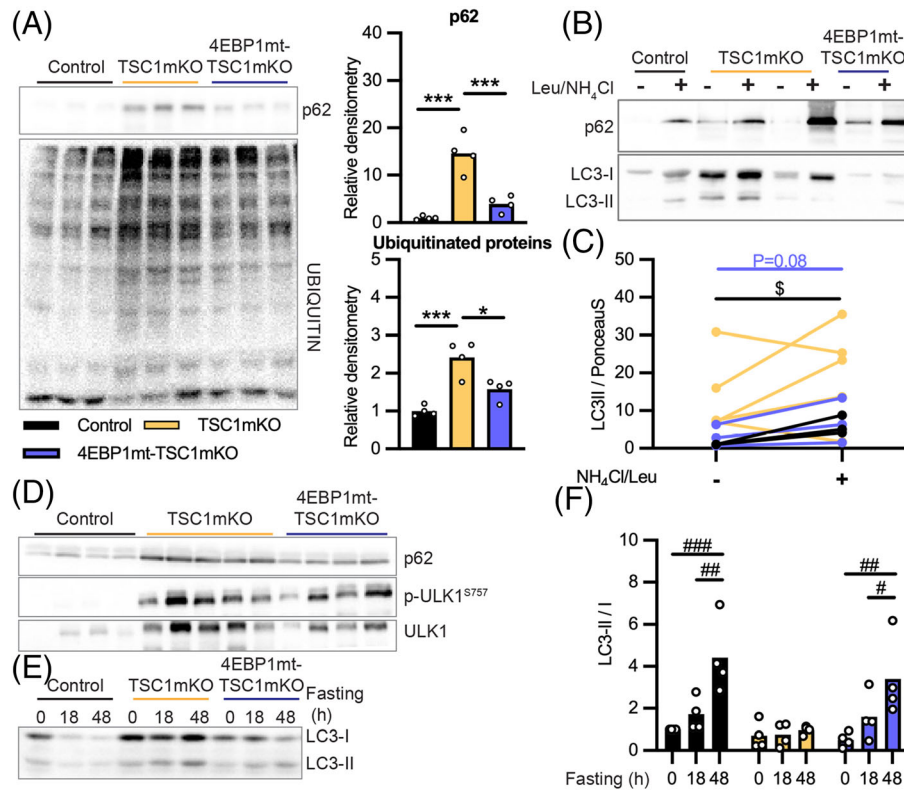 (A)
Control
TSC1mKO
4EBP1mt-
TSC1mKO
p62
UBIQUITIN
p62
Relative densitometry
40
30
20
10
0
***
***
Ubiquitinated proteins
Relative densitometry
6
4
2
0
***
*
Control
TSC1mKO
4EBP1mt-TSC1mKO
(B)
Control
TSC1mKO
4EBP1mt-
TSC1mKO
Leu/NH4Cl
- + - + - + - +
p62
LC3-I
LC3-II
(C)
P=0.08
$
LC3II / PonceauS
50
40
30
20
10
0
- +
NH4Cl/Leu
(D)
Control
TSC1mKO
4EBP1mt-
TSC1mKO
p62
p-ULK1S757
ULK1
(E)
Control
TSC1mKO
4EBP1mt-
TSC1mKO
Fasting
(h)
0 18 48 0 18 48 0 18 48
LC3-I
LC3-II
(F)
LC3-II / I
10
8
6
4
2
0
###
##
##
#
Fasting (h)
0 18 48 0 18 48 0 18 48